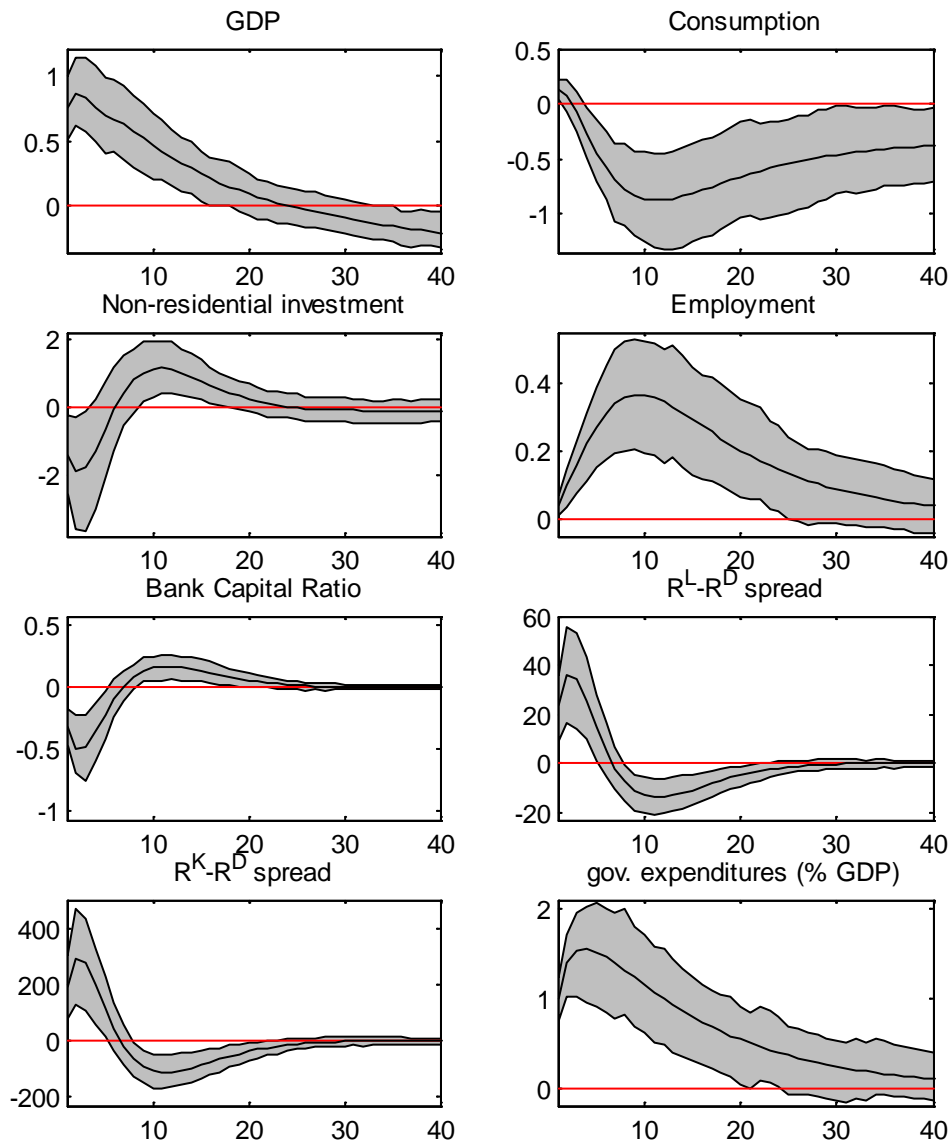 GDP
1
0.5
0
10 20 30 40
Consumption
0.5
0
-0.5
-1
10 20 30 40
Non-residential investment
2
0
-2
10 20 30 40
Employment
0.4
0.2
0
10 20 30 40
Bank Capital Ratio
0.5
0
-0.5
-1
10 20 30 40
R^L-R^D spread
60
40
20
0
-20
10 20 30 40
R^K-R^D spread
400
200
0
-200
10 20 30 40
gov. expenditures (% GDP)
2
1
0
10 20 30 40